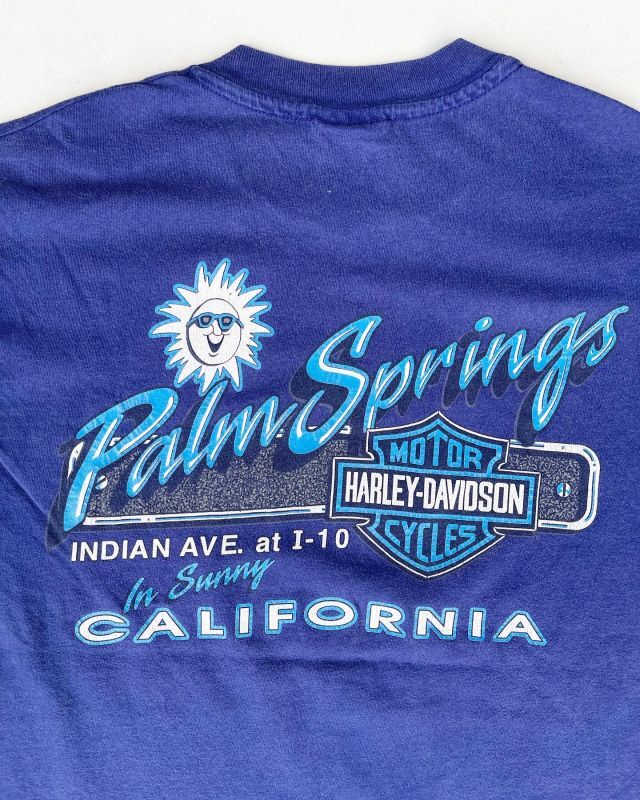 Palm Springs
MOTOR
HARLEY-DAVIDSON
CYCLES
INDIAN AVE. at I-10
In Sunny
CALIFORNIA